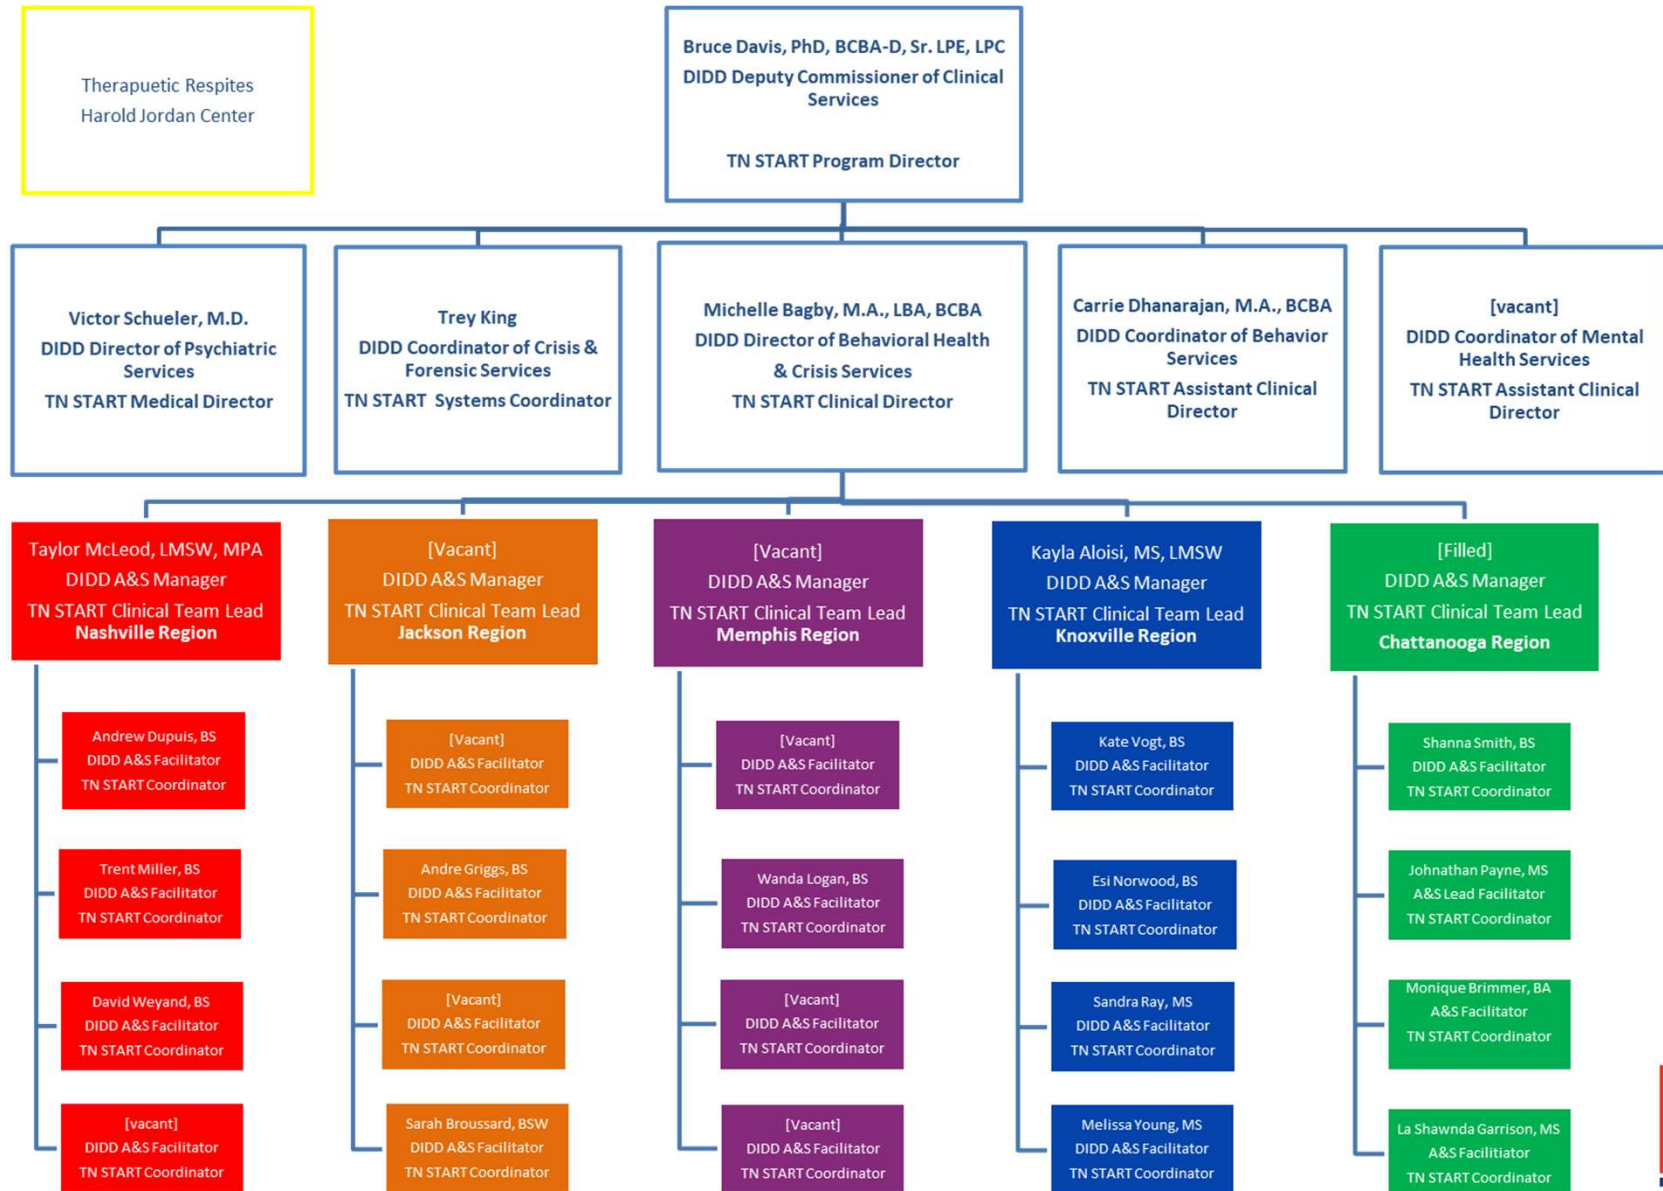 Therapuetic Respites
Harold Jordan Center
Bruce Davis, PhD, BCBA-D, Sr. LPE, LPC
DIDD Deputy Commissioner of Clinical
Services
TN START Program Director
Victor Schueler, M.D.
DIDD Director of Psychiatric
Services
TN START Medical Director
Trey King
DIDD Coordinator of Crisis &
Forensic Services
TN START Systems Coordinator
Michelle Bagby, M.A., LBA, BCBA
DIDD Director of Behavioral Health
& Crisis Services
TN START Clinical Director
Carrie Dhanarajan, M.A., BCBA
DIDD Coordinator of Behavior
Services
TN START Assistant Clinical
Director
[vacant]
DIDD Coordinator of Mental
Health Services
TN START Assistant Clinical
Director
Taylor McLeod, LMSW, MPA
DIDD A&S Manager
TN START Clinical Team Lead
Nashville Region
[Vacant]
DIDD A&S Manager
TN START Clinical Team Lead
Jackson Region
[Vacant]
DIDD A&S Manager
TN START Clinical Team Lead
Memphis Region
Kayla Aloisi, MS, LMSW
DIDD A&S Manager
TN START Clinical Team Lead
Knoxville Region
[Filled]
DIDD A&S Manager
TN START Clinical Team Lead
Chattanooga Region
Andrew Dupuis, BS
DIDD A&S Facilitator
TN START Coordinator
[Vacant]
DIDD A&S Facilitator
TN START Coordinator
[Vacant]
DIDD A&S Facilitator
TN START Coordinator
Kate Vogt, BS
DIDD A&S Facilitator
TN START Coordinator
Shanna Smith, BS
DIDD A&S Facilitator
TN START Coordinator
Trent Miller, BS
DIDD A&S Facilitator
TN START Coordinator
Andre Griggs, BS
DIDD A&S Facilitator
TN START Coordinator
Wanda Logan, BS
DIDD A&S Facilitator
TN START Coordinator
Esi Norwood, BS
DIDD A&S Facilitator
TN START Coordinator
Johnathan Payne, MS
A&S Lead Facilitator
TN START Coordinator
David Weyand, BS
DIDD A&S Facilitator
TN START Coordinator
[Vacant]
DIDD A&S Facilitator
TN START Coordinator
[Vacant]
DIDD A&S Facilitator
TN START Coordinator
Sandra Ray, MS
DIDD A&S Facilitator
TN START Coordinator
Monique Brimmer, BA
A&S Facilitator
TN START Coordinator
[vacant]
DIDD A&S Facilitator
TN START Coordinator
Sarah Broussard, BSW
DIDD A&S Facilitator
TN START Coordinator
[Vacant]
DIDD A&S Facilitator
TN START Coordinator
Melissa Young, MS
DIDD A&S Facilitator
TN START Coordinator
La Shawnda Garrison, MS
A&S Facilitiator
TN START Coordinator